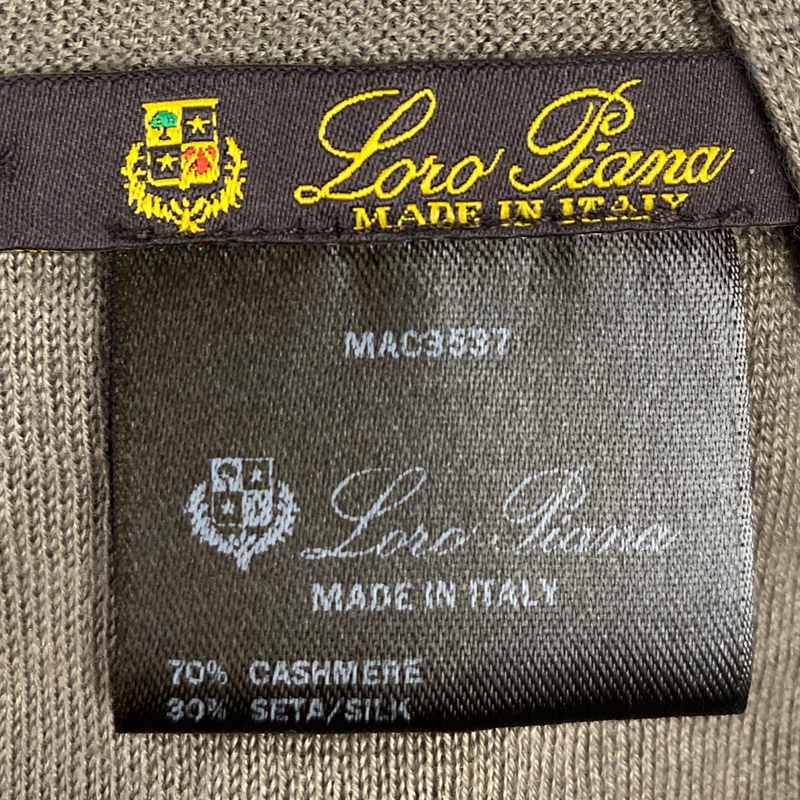 Loro Piana
MADE IN ITALY
MAC3537
Loro Piana
MADE IN ITALY
70% CASHMERE
30% SETA/SILK